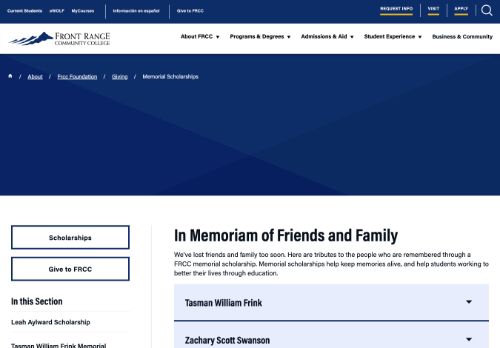 Current Students eWOLF MyCourses Información en español Give to FRCC REQUEST INFO VISIT APPLY
FRONT RANGE
COMMUNITY COLLEGE
About FRCC Programs & Degrees Admissions & Aid Student Experience Business & Community
/ About / Frcc Foundation / Giving / Memorial Scholarships
Scholarships
Give to FRCC
In this Section
Leah Aylward Scholarship
Tasman William Frink Memorial
In Memoriam of Friends and Family
We've lost friends and family too soon. Here are tributes to the people who are remembered through a
FRCC memorial scholarship. Memorial scholarships help keep memories alive, and help students working to
better their lives through education.
Tasman William Frink
Zachary Scott Swanson